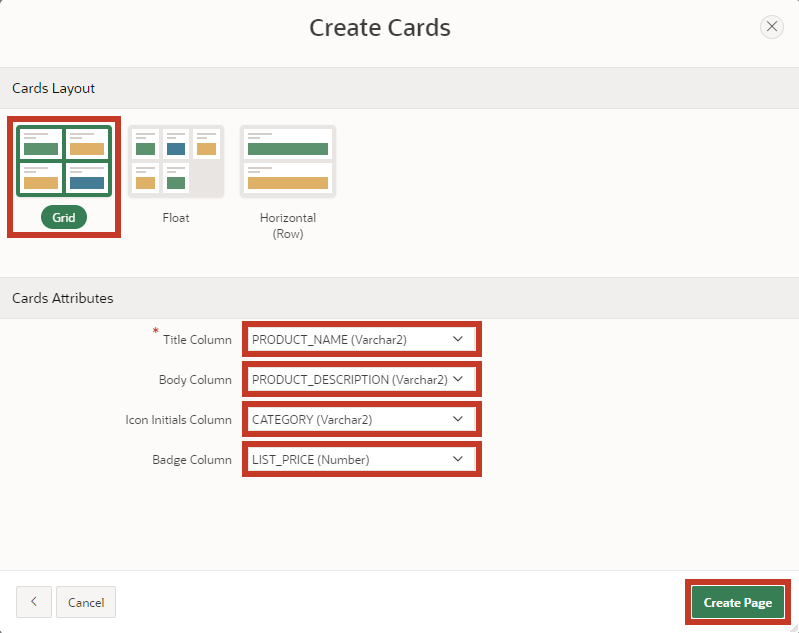 Create Cards
Cards Layout
Grid
Float
Horizontal
(Row)
Cards Attributes
* Title Column
PRODUCT_NAME (Varchar2)
Body Column
PRODUCT_DESCRIPTION (Varchar2)
Icon Initials Column
CATEGORY (Varchar2)
Badge Column
LIST_PRICE (Number)
Cancel
Create Page